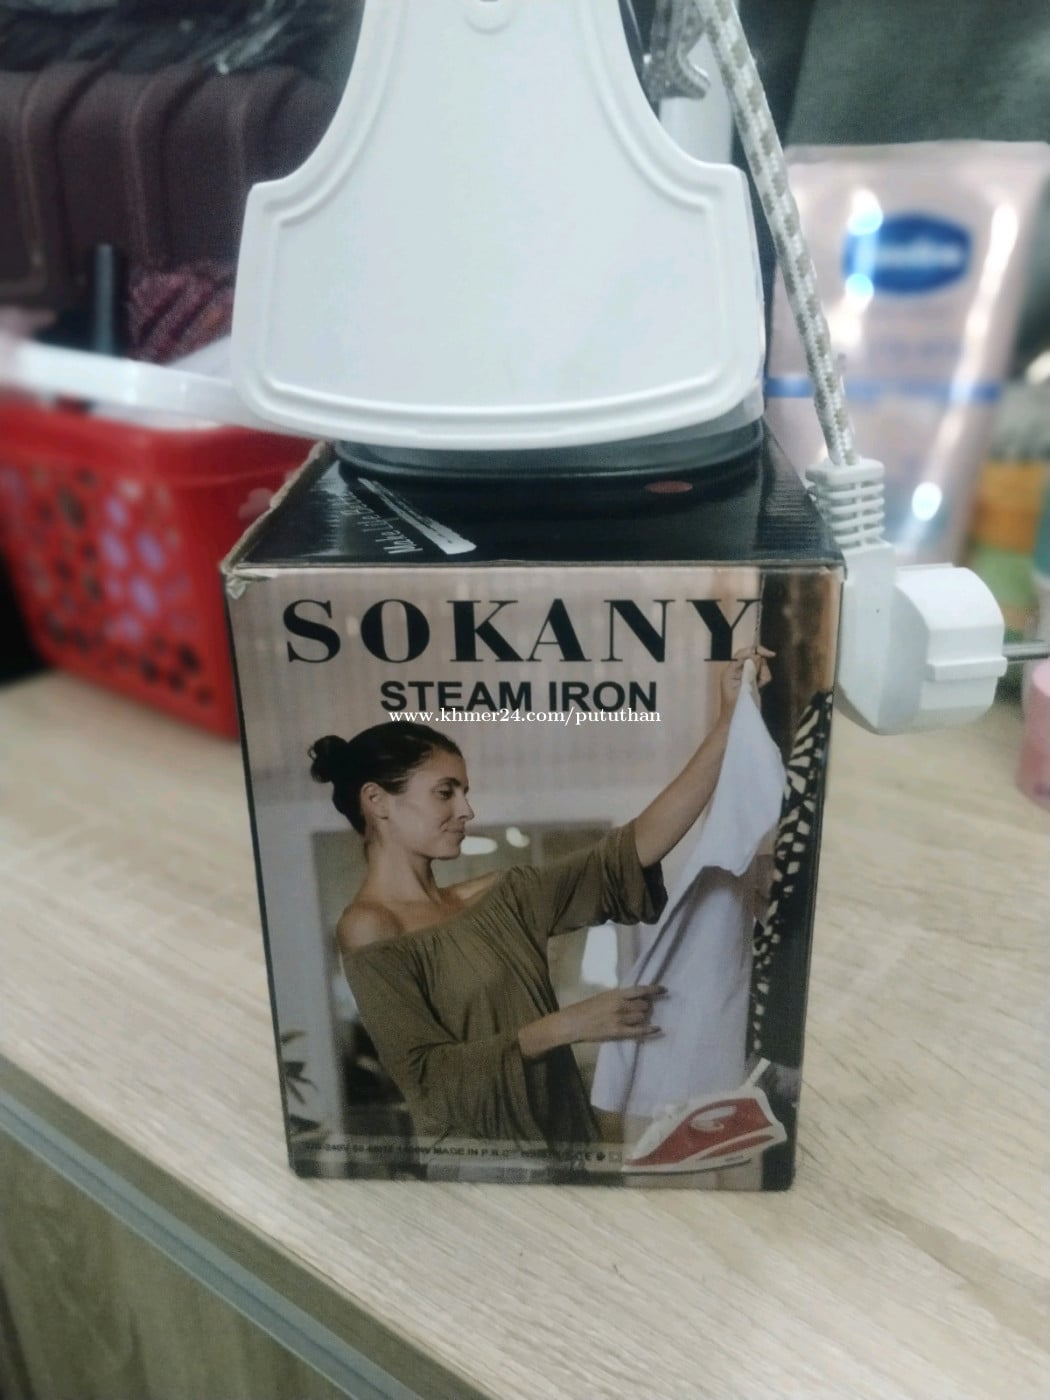 SOKANY
STEAM IRON
www.khmer24.com/pututhan
MADE IN P.R.C